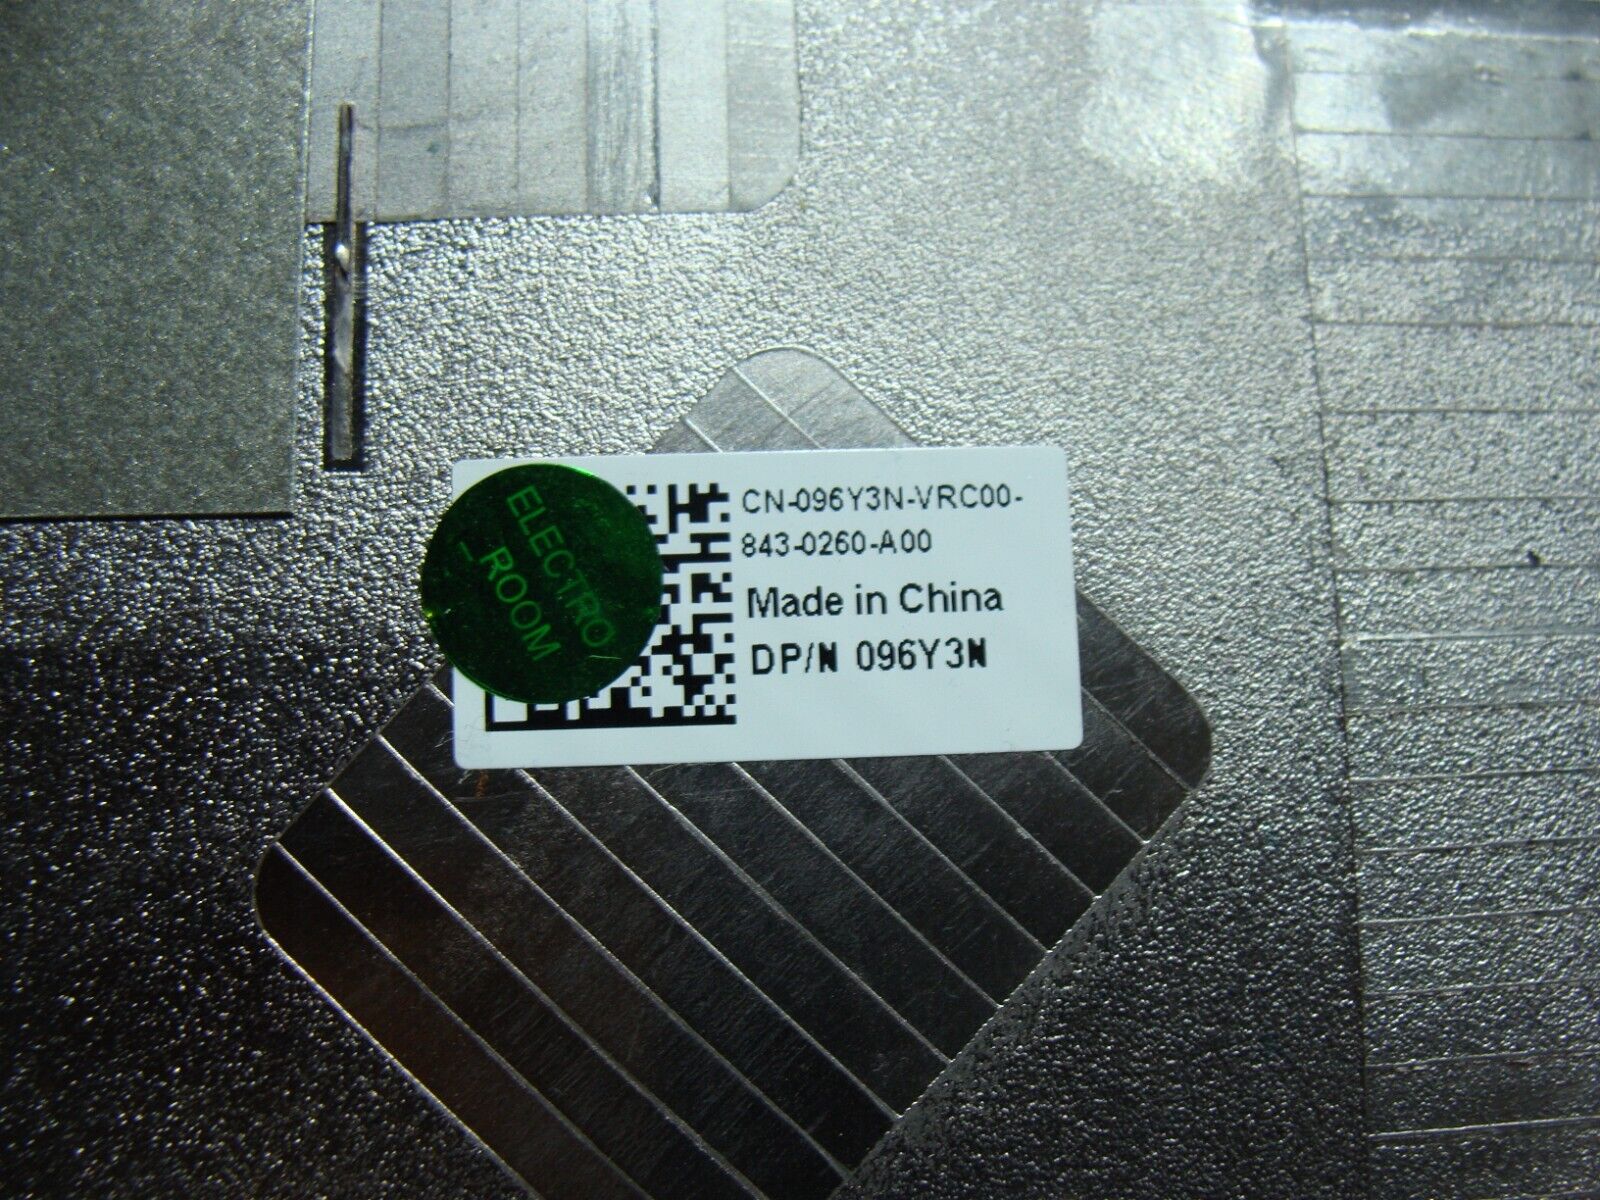 ELECTRO
-ROOM
CN-096Y3N-VRC00-
843-0260-A00
Made in China
DP/N 096Y3N